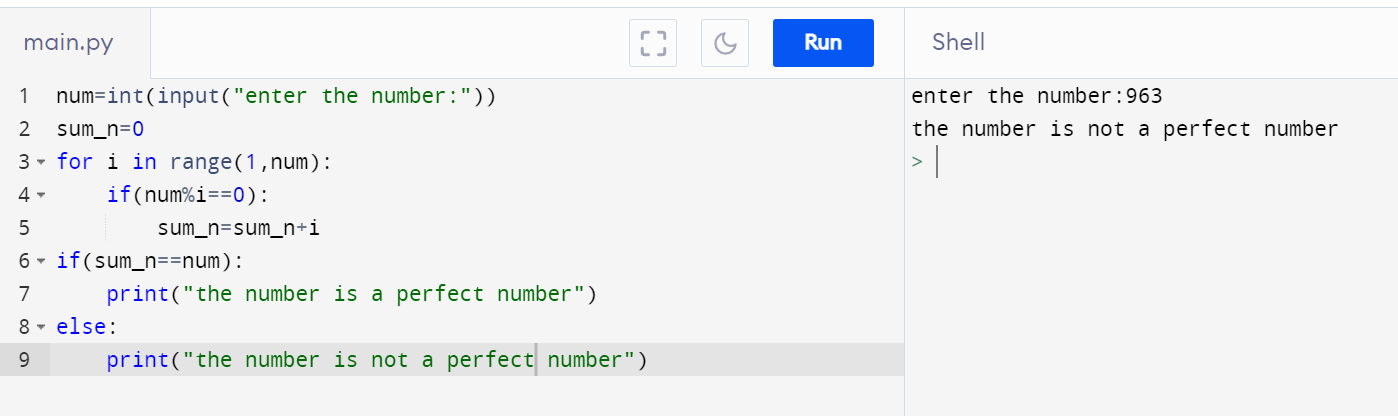 main.py
Run
Shell
1 num=int(input("enter the number:"))
2 sum_n=0
3 for i in range(1,num):
4     if(num%i==0):
5         sum_n=sum_n+i
6 if(sum_n==num):
7     print("the number is a perfect number")
8 else:
9     print("the number is not a perfect number")
enter the number:963
the number is not a perfect number
>